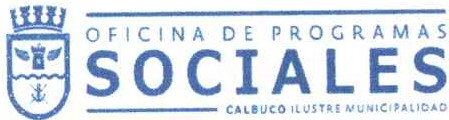 OFICINA DE PROGRAMAS
SOCIALES
CALBUCO ILUSTRE MUNICIPALIDAD